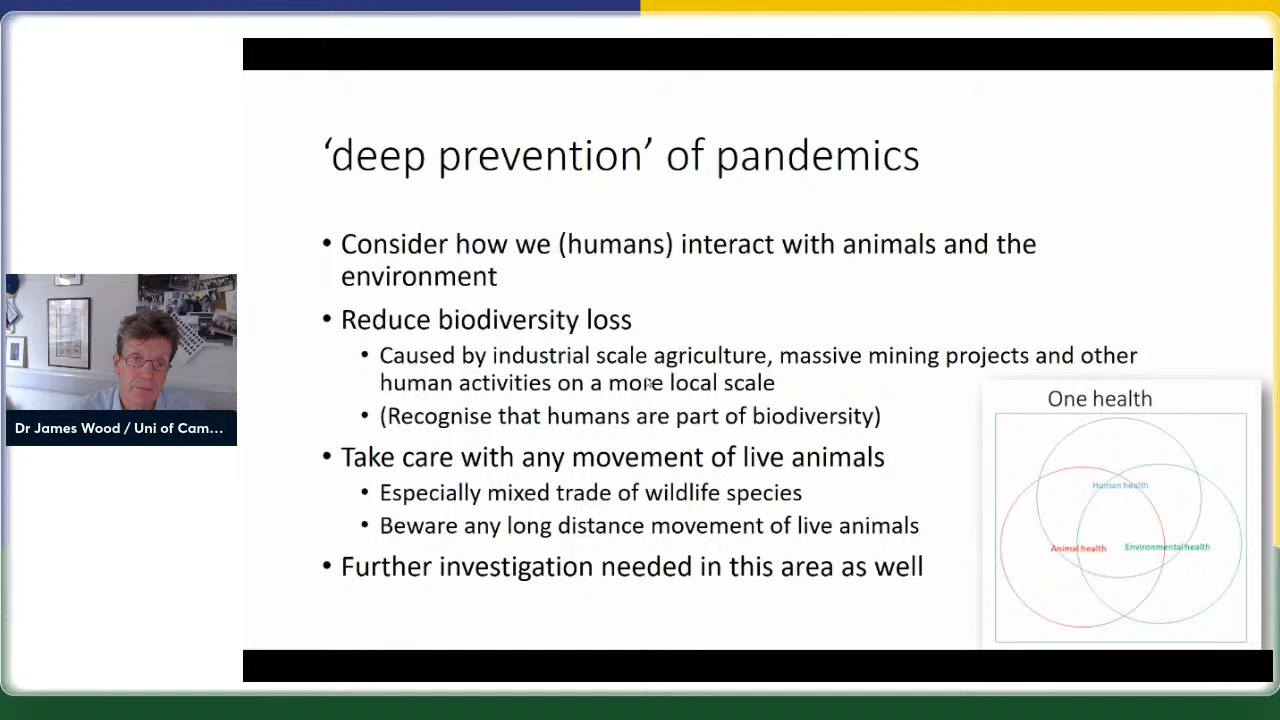 'deep prevention' of pandemics
• Consider how we (humans) interact with animals and the
environment
• Reduce biodiversity loss
• Caused by industrial scale agriculture, massive mining projects and other
human activities on a more local scale
• (Recognise that humans are part of biodiversity)
• Take care with any movement of live animals
• Especially mixed trade of wildlife species
• Beware any long distance movement of live animals
• Further investigation needed in this area as well
One health
Human health
Animal health
Environmental health
Dr James Wood / Uni of Cam...